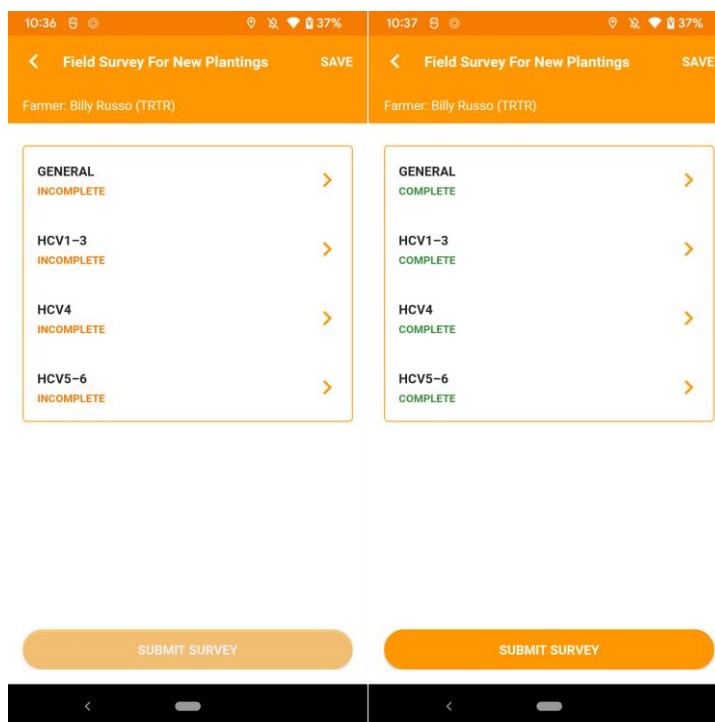 10:36 37%
Field Survey For New Plantings SAVE
Farmer: Billy Russo (TRTR)
GENERAL
INCOMPLETE
HCV1–3
INCOMPLETE
HCV4
INCOMPLETE
HCV5–6
INCOMPLETE
SUBMIT SURVEY
10:37 37%
Field Survey For New Plantings SAVE
Farmer: Billy Russo (TRTR)
GENERAL
COMPLETE
HCV1–3
COMPLETE
HCV4
COMPLETE
HCV5–6
COMPLETE
SUBMIT SURVEY